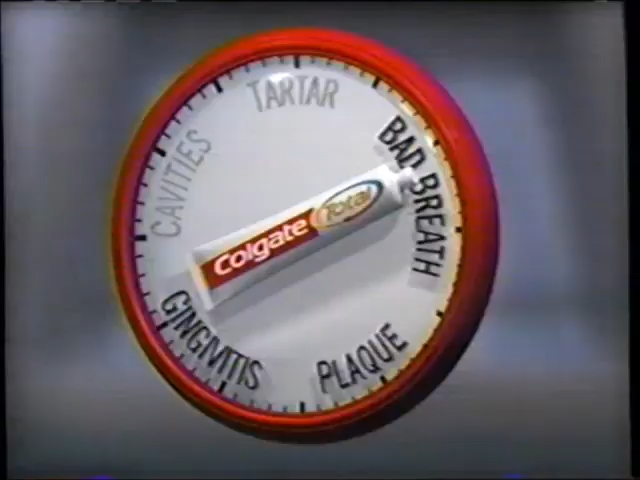 TARTAR
BAD BREATH
CAVITIES
Colgate Total
GINGIVITIS
PLAQUE